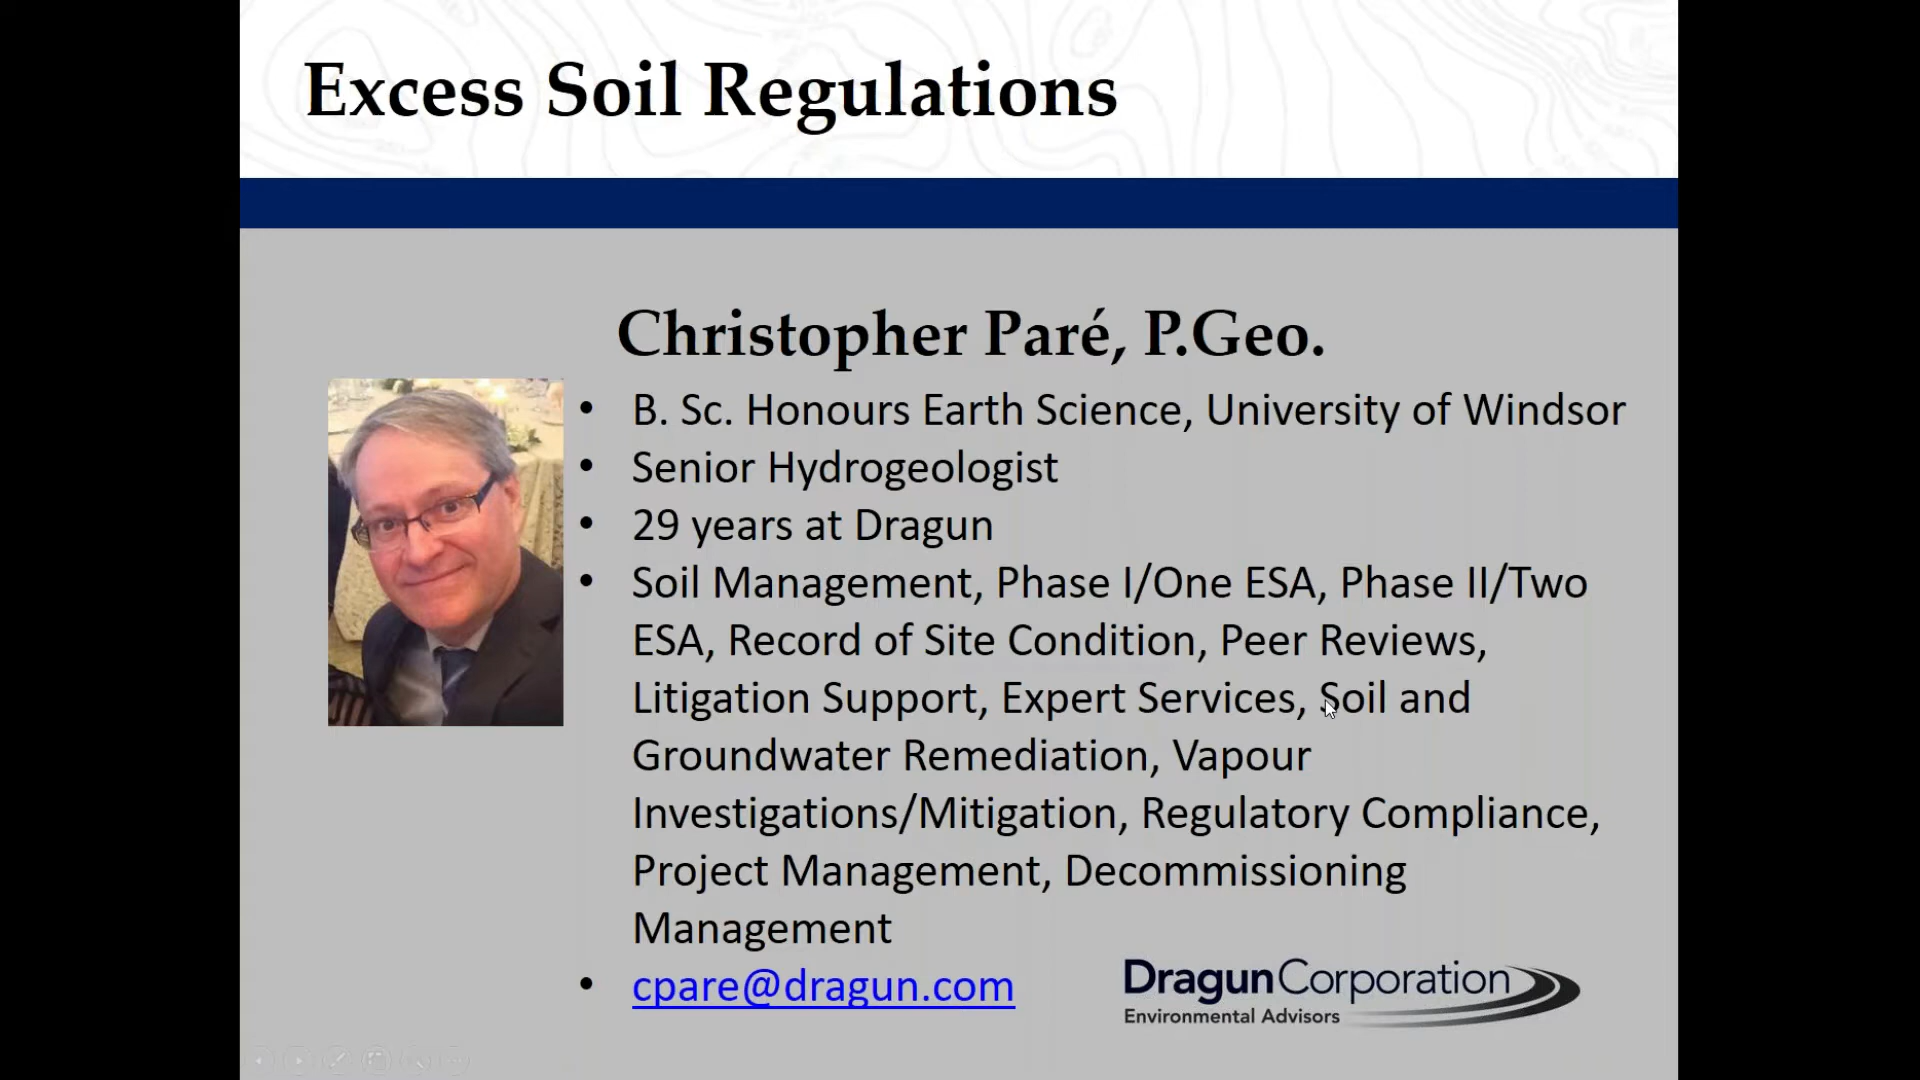 Excess Soil Regulations
Christopher Paré, P.Geo.
• B. Sc. Honours Earth Science, University of Windsor
• Senior Hydrogeologist
• 29 years at Dragun
• Soil Management, Phase I/One ESA, Phase II/Two
ESA, Record of Site Condition, Peer Reviews,
Litigation Support, Expert Services, Soil and
Groundwater Remediation, Vapour
Investigations/Mitigation, Regulatory Compliance,
Project Management, Decommissioning
Management
• cpare@dragun.com
DragunCorporation
Environmental Advisors